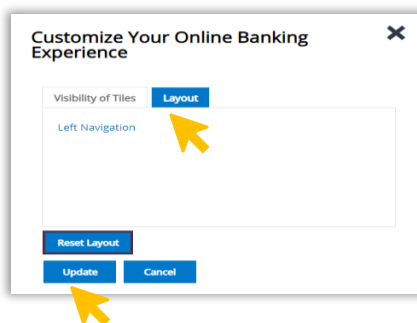 Customize Your Online Banking
Experience
Visibility of Tiles
Layout
Left Navigation
Reset Layout
Update
Cancel